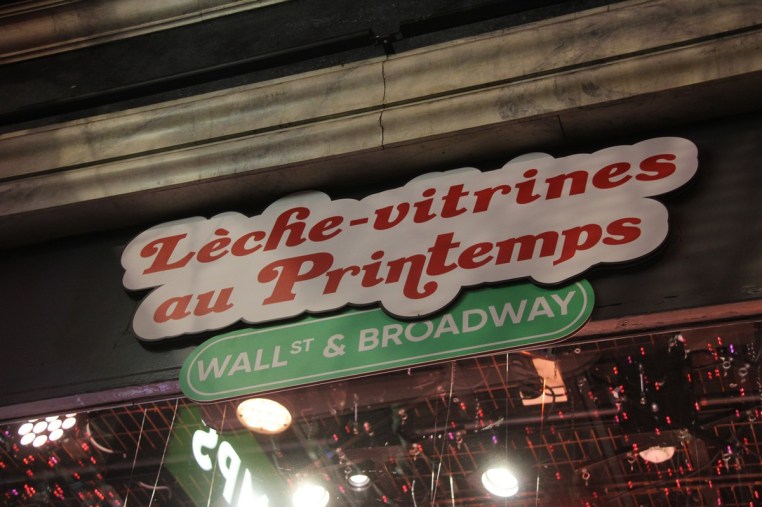 Lèche-vitrines
au Printemps
WALL ST & BROADWAY